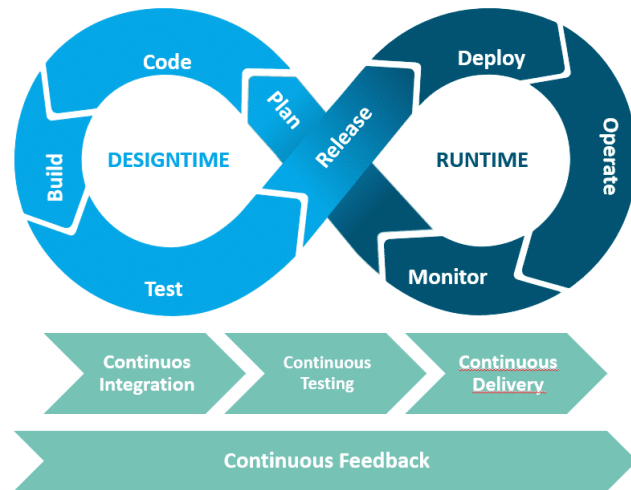 Code
Plan
Build
DESIGNTIME
Test
Release
Deploy
Operate
RUNTIME
Monitor
Continuos
Integration
Continuous
Testing
Continuous
Delivery
Continuous Feedback